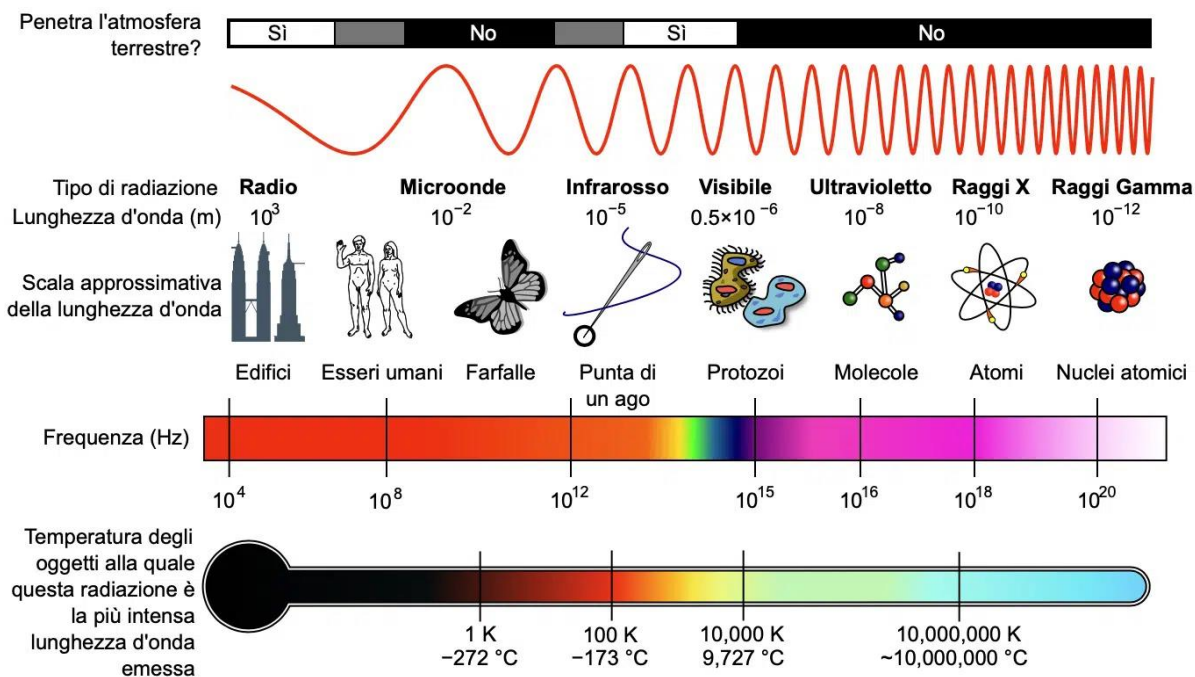 Penetra l'atmosfera
terrestre?
Sì
No
Sì
No
Tipo di radiazione
Radio
Microonde
Infrarosso
Visibile
Ultravioletto
Raggi X
Raggi Gamma
Lunghezza d'onda (m)
10³
10⁻²
10⁻⁵
0.5×10⁻⁶
10⁻⁸
10⁻¹⁰
10⁻¹²
Scala approssimativa
della lunghezza d'onda
Edifici
Esseri umani
Farfalle
Punta di
un ago
Protozoi
Molecole
Atomi
Nuclei atomici
Frequenza (Hz)
10⁴
10⁸
10¹²
10¹⁵
10¹⁶
10¹⁸
10²⁰
Temperatura degli
oggetti alla quale
questa radiazione è
la più intensa
lunghezza d'onda
emessa
1 K
−272 °C
100 K
−173 °C
10,000 K
9,727 °C
10,000,000 K
~10,000,000 °C